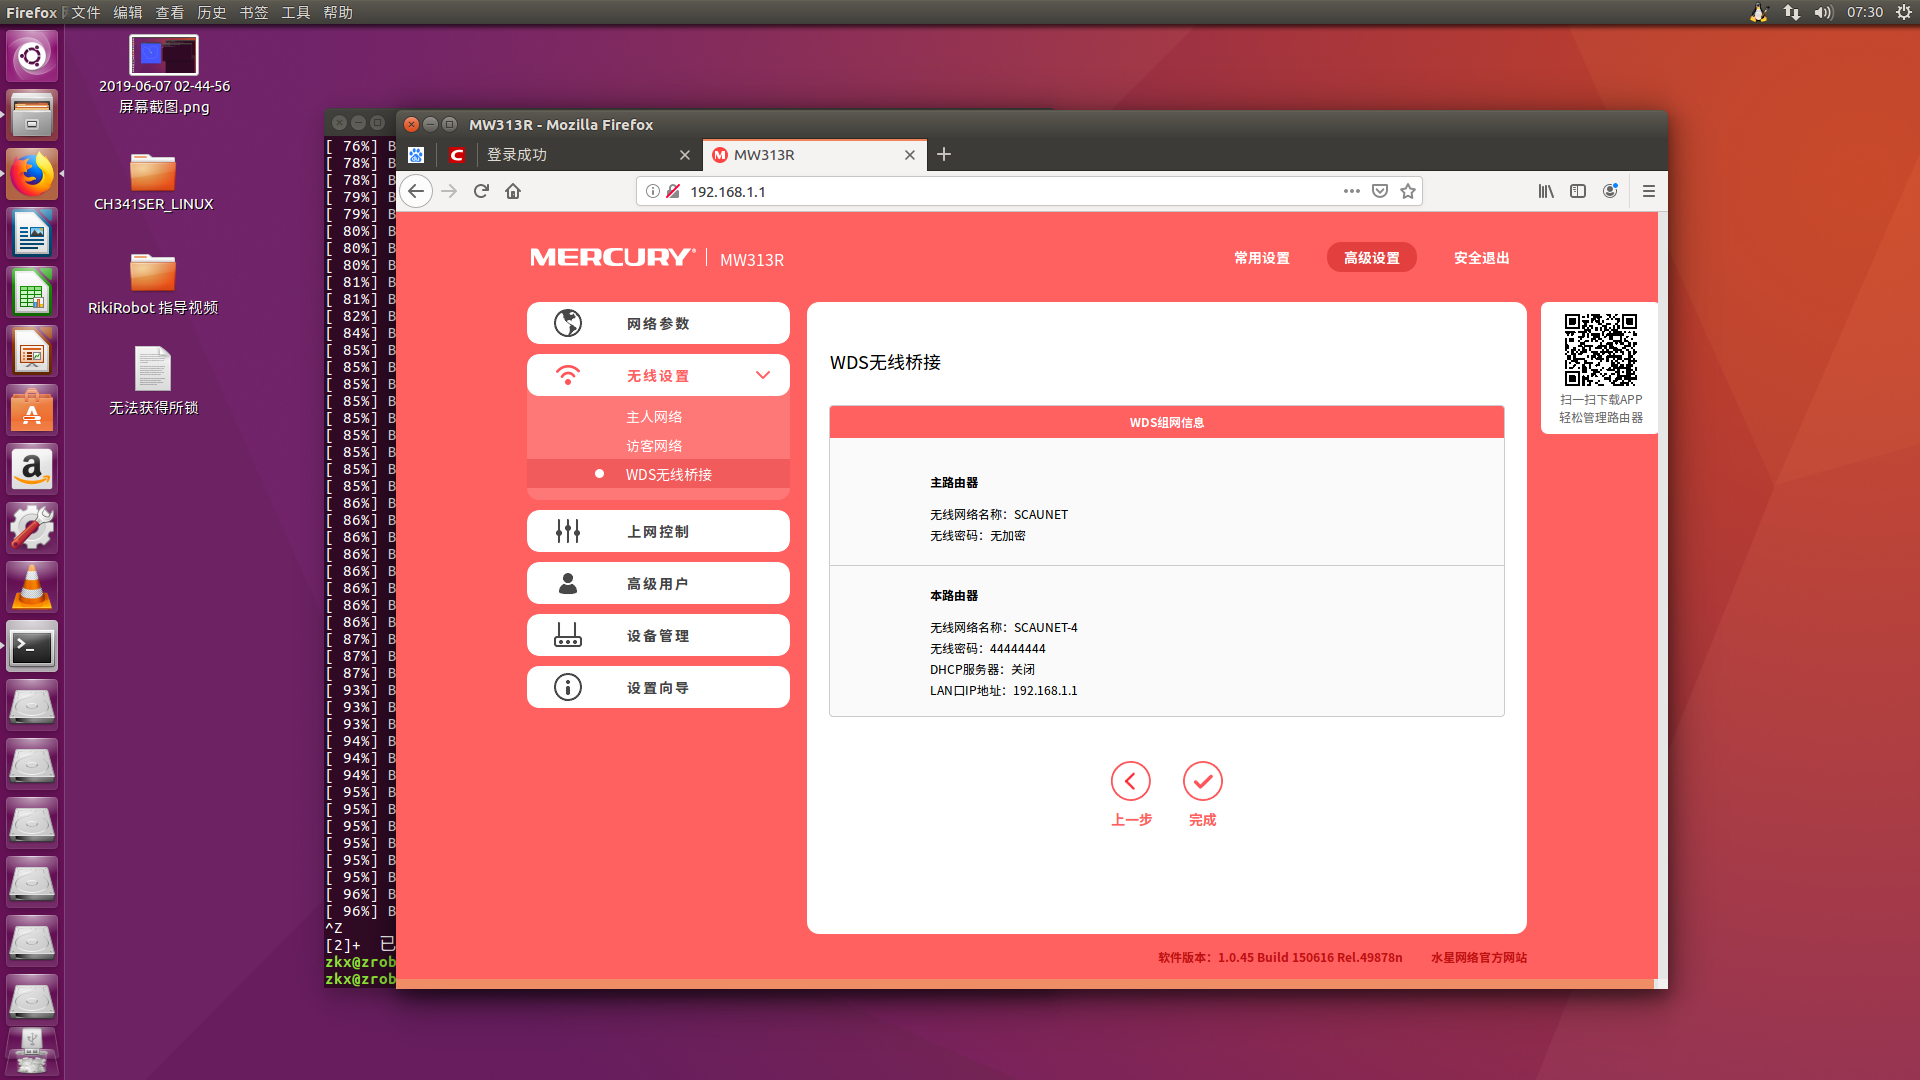 Firefox 文件 编辑 查看 历史 书签 工具 帮助
07:30
2019-06-07 02-44-56
屏幕截图.png
CH341SER_LINUX
RikiRobot 指导视频
无法获得所锁
[ 76%] B
[ 78%] B
[ 78%] B
[ 79%] B
[ 79%] B
[ 80%] B
[ 80%] B
[ 80%] B
[ 81%] B
[ 81%] B
[ 82%] B
[ 84%] B
[ 85%] B
[ 85%] B
[ 85%] B
[ 85%] B
[ 85%] B
[ 85%] B
[ 85%] B
[ 85%] B
[ 85%] B
[ 86%] B
[ 86%] B
[ 86%] B
[ 86%] B
[ 86%] B
[ 86%] B
[ 86%] B
[ 86%] B
[ 87%] B
[ 87%] B
[ 87%] B
[ 93%] B
[ 93%] B
[ 93%] B
[ 94%] B
[ 94%] B
[ 94%] B
[ 95%] B
[ 95%] B
[ 95%] B
[ 95%] B
[ 95%] B
[ 95%] B
[ 96%] B
[ 96%] B
^Z
[2]+ 已
zkx@zrob
zkx@zrob
MW313R - Mozilla Firefox
登录成功
MW313R
192.168.1.1
MERCURY
MW313R
常用设置
高级设置
安全退出
网络参数
无线设置
主人网络
访客网络
WDS无线桥接
上网控制
高级用户
设备管理
设置向导
WDS无线桥接
WDS组网信息
主路由器
无线网络名称：SCAUNET
无线密码：无加密
本路由器
无线网络名称：SCAUNET-4
无线密码：44444444
DHCP服务器：关闭
LAN口IP地址：192.168.1.1
上一步
完成
扫一扫下载APP
轻松管理路由器
软件版本：1.0.45 Build 150616 Rel.49878n
水星网络官方网站